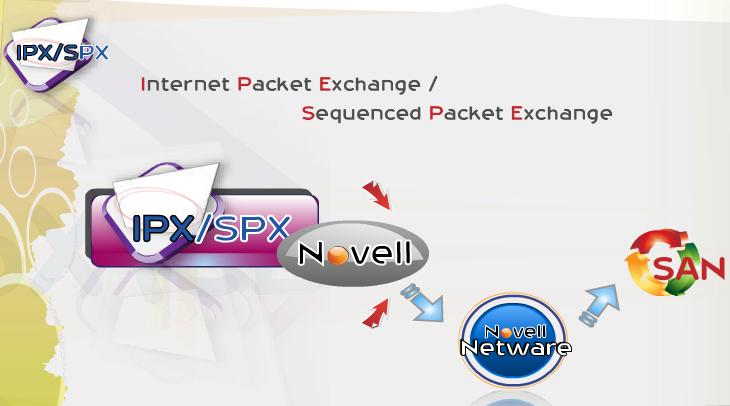 IPX/SPX
Internet Packet Exchange /
Sequenced Packet Exchange
IPX/SPX
Novell
SAN
Novell
Netware